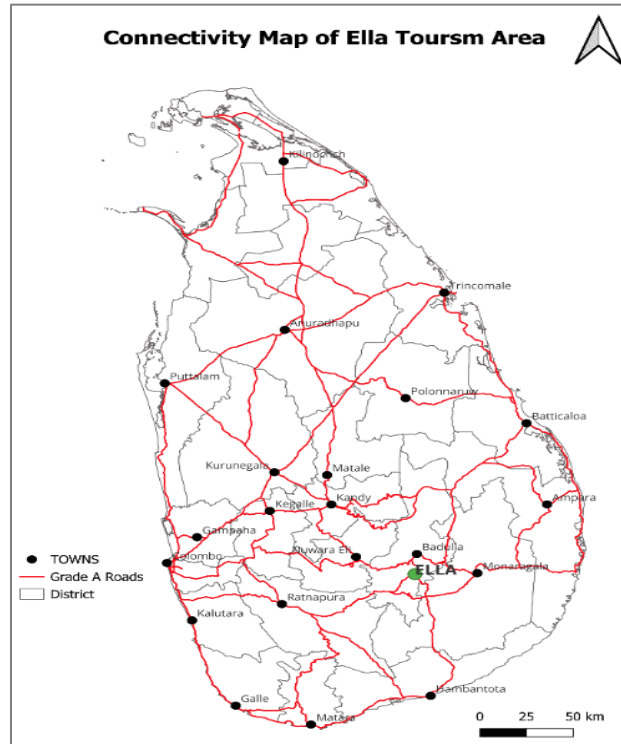 Connectivity Map of Ella Toursm Area
Kilinochch
Trincomale
Anuradhapu
Puttalam
Polonnaruw
Batticaloa
Kurunegala
Matale
Kegalle
Kandy
Ampara
Gampaha
Colombo
Nuwara Eli
Badulla
ELLA
Monaragala
Ratnapura
Kalutara
Galle
Matara
Hambantota
TOWNS
Grade A Roads
District
0 25 50 km